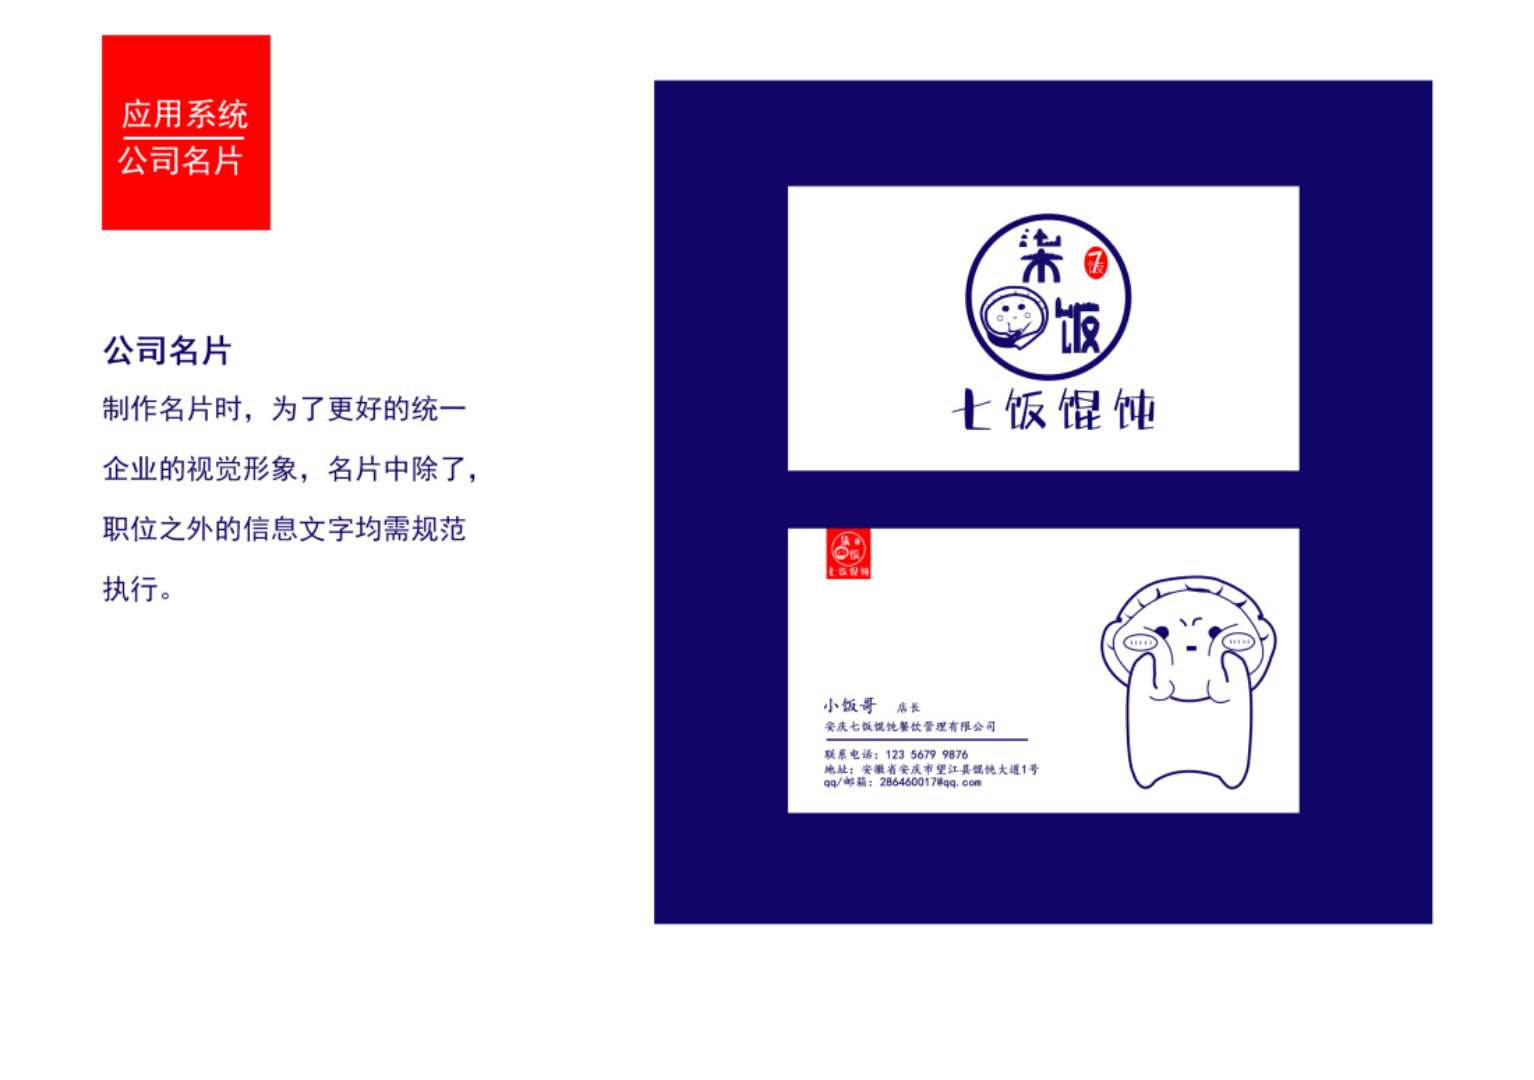 应用系统
公司名片
公司名片
制作名片时，为了更好的统一
企业的视觉形象，名片中除了，
职位之外的信息文字均需规范
执行。
柒
7
饭
饭
七饭馄饨
柒饭
七饭馄饨
小饭哥 店长
安庆七饭馄饨餐饮管理有限公司
联系电话：123 5679 9876
地址：安徽省安庆市望江县馄饨大道1号
qq/邮箱：286460017@qq.com